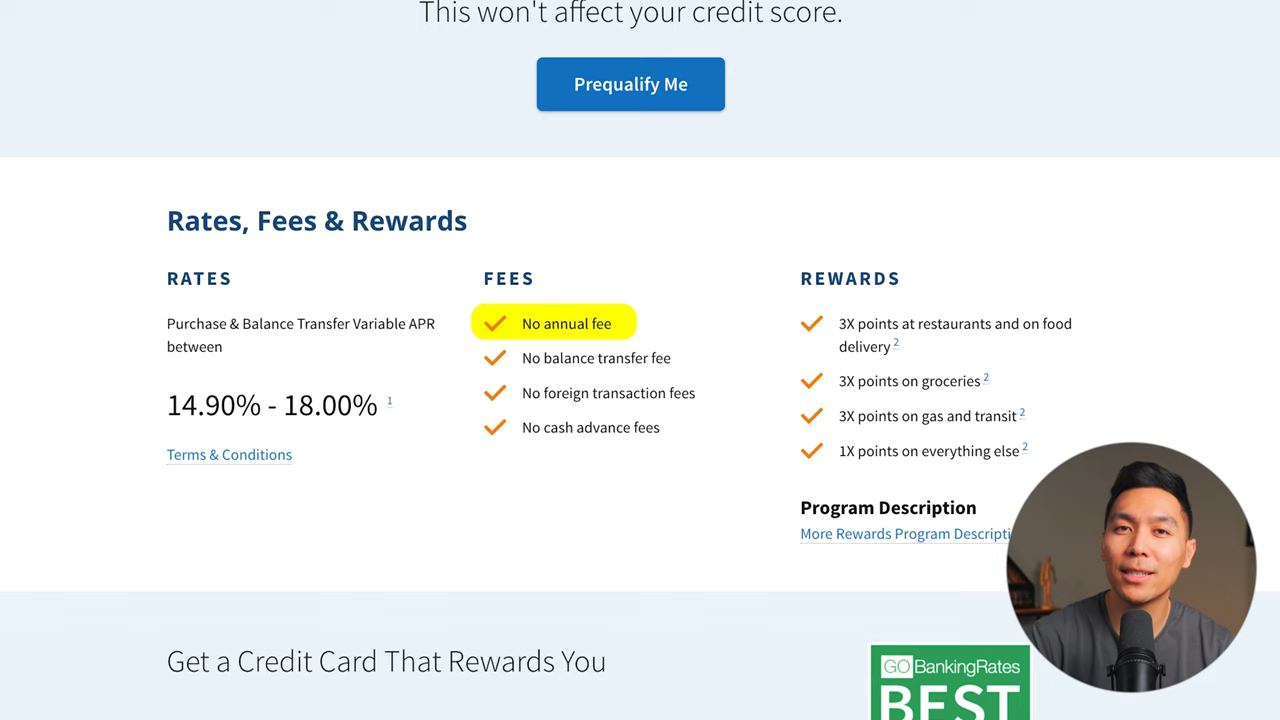 This won't affect your credit score.
Prequalify Me
Rates, Fees & Rewards
RATES
Purchase & Balance Transfer Variable APR
between
14.90% - 18.00% 1
Terms & Conditions
FEES
No annual fee
No balance transfer fee
No foreign transaction fees
No cash advance fees
REWARDS
3X points at restaurants and on food
delivery 2
3X points on groceries 2
3X points on gas and transit 2
1X points on everything else 2
Program Description
More Rewards Program Descripti
Get a Credit Card That Rewards You
GOBankingRates
BEST